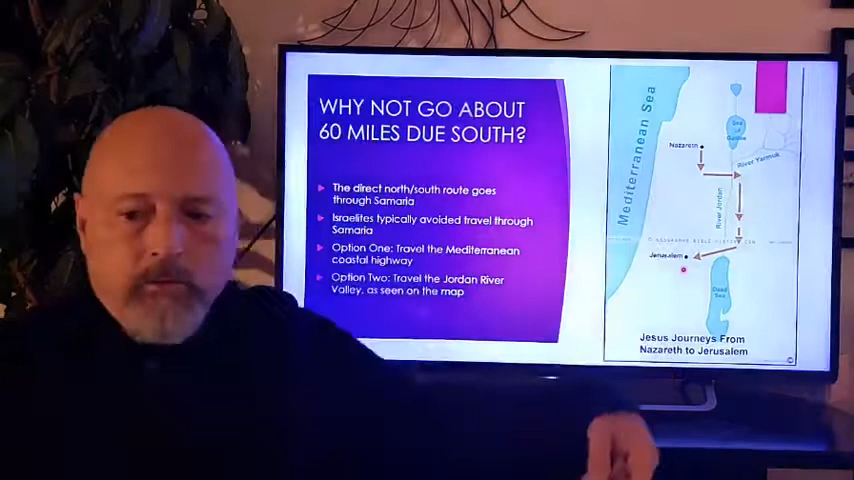 WHY NOT GO ABOUT
60 MILES DUE SOUTH?
The direct north/south route goes
through Samaria
Israelites typically avoided travel through
Samaria
Option One: Travel the Mediterranean
coastal highway
Option Two: Travel the Jordan River
Valley, as seen on the map
Mediterranean Sea
Sea
of
Galilee
Nazareth
River Yarmuk
River Jordan
Jerusalem
Dead
Sea
Jesus Journeys From
Nazareth to Jerusalem